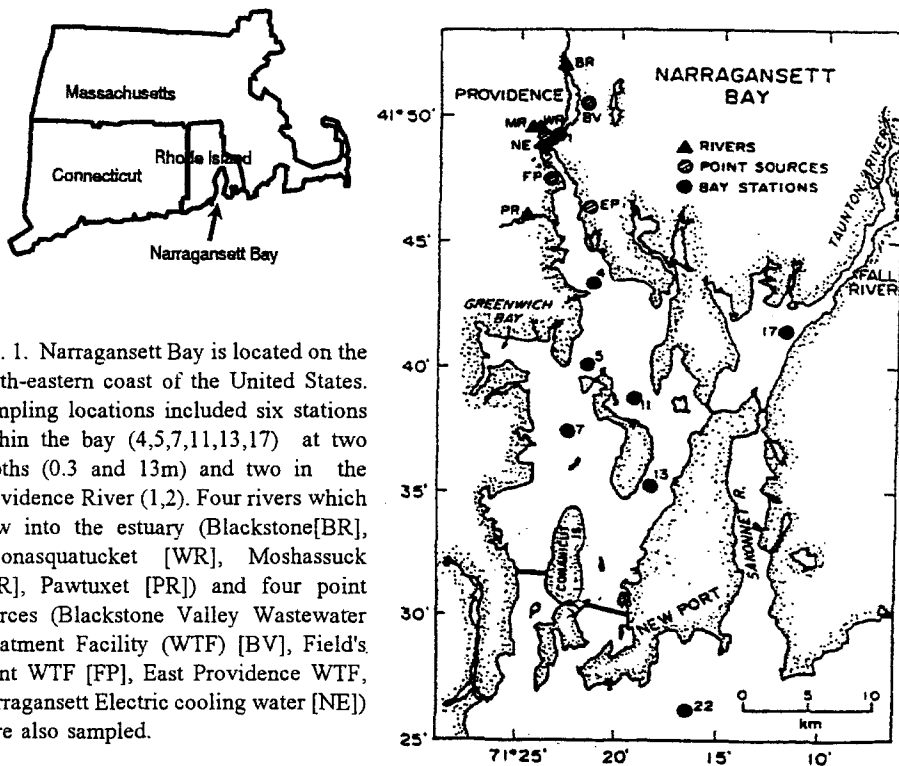 Massachusetts
Connecticut
Rhode Island
Narragansett Bay
. 1. Narragansett Bay is located on the
th-eastern coast of the United States.
mpling locations included six stations
hin the bay (4,5,7,11,13,17) at two
pths (0.3 and 13m) and two in the
vidence River (1,2). Four rivers which
w into the estuary (Blackstone[BR],
onasquatucket [WR], Moshassuck
R], Pawtuxet [PR]) and four point
rces (Blackstone Valley Wastewater
atment Facility (WTF) [BV], Field's
nt WTF [FP], East Providence WTF,
rragansett Electric cooling water [NE])
re also sampled.
NARRAGANSETT
BAY
RIVERS
POINT SOURCES
BAY STATIONS
BR
PROVIDENCE
BV
41°50'
MR WR
1
NE
FP
PR
EP
45'
TAUNTON RIVER
FALL
RIVER
4
GREENWICH
BAY
17
40'
5
11
7
13
35'
CONANICUT IS.
SAKONNET R.
30'
NEW PORT
22
0 5 10
km
25'
71°25' 20' 15' 10'